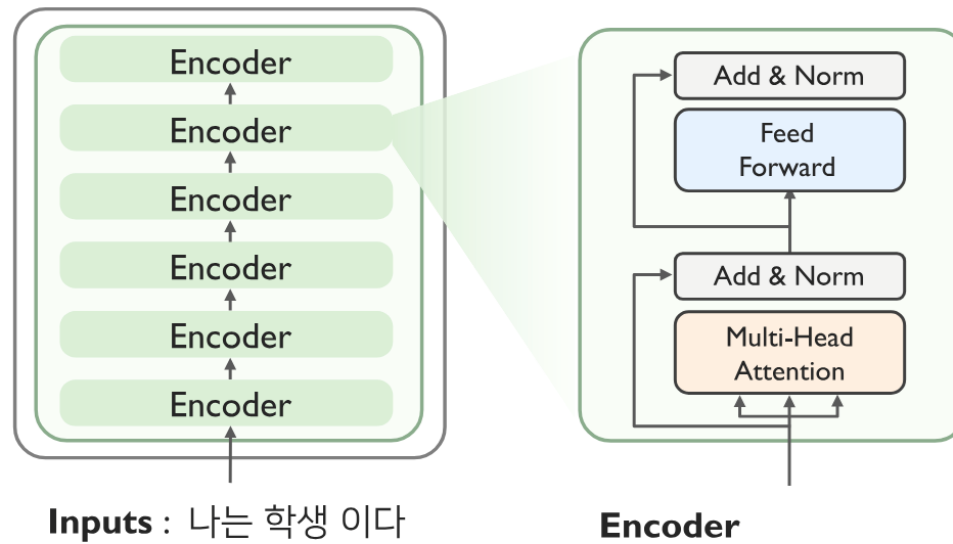 Encoder
Encoder
Encoder
Encoder
Encoder
Encoder
Inputs : 나는 학생 이다
Add & Norm
Feed
Forward
Add & Norm
Multi-Head
Attention
Encoder